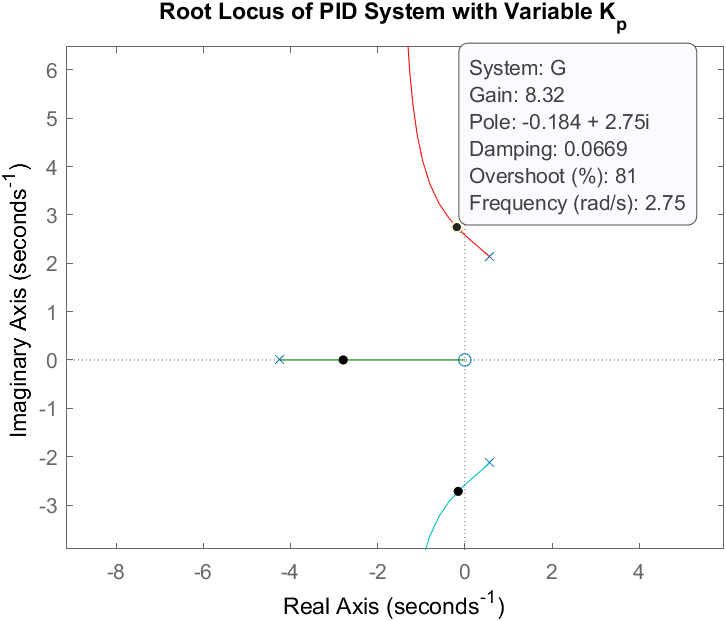 Root Locus of PID System with Variable K_p
System: G
Gain: 8.32
Pole: -0.184 + 2.75i
Damping: 0.0669
Overshoot (%): 81
Frequency (rad/s): 2.75
Imaginary Axis (seconds^-1)
6
5
4
3
2
1
0
-1
-2
-3
-8
-6
-4
-2
0
2
4
Real Axis (seconds^-1)